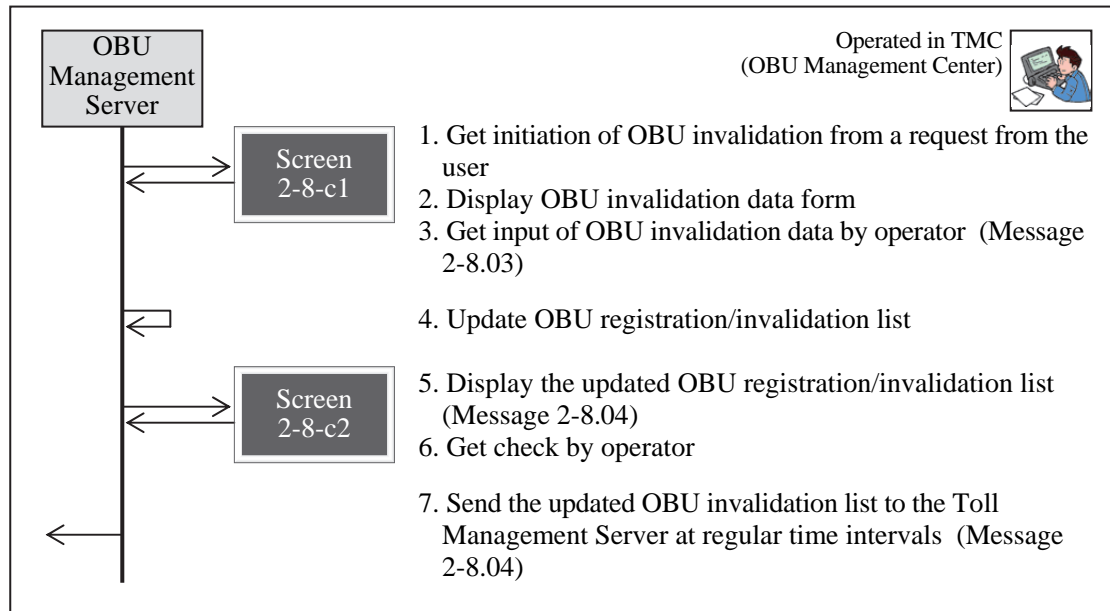 OBU
Management
Server
Operated in TMC
(OBU Management Center)
Screen
2-8-c1
1. Get initiation of OBU invalidation from a request from the
user
2. Display OBU invalidation data form
3. Get input of OBU invalidation data by operator (Message
2-8.03)
4. Update OBU registration/invalidation list
Screen
2-8-c2
5. Display the updated OBU registration/invalidation list
(Message 2-8.04)
6. Get check by operator
7. Send the updated OBU invalidation list to the Toll
Management Server at regular time intervals (Message
2-8.04)